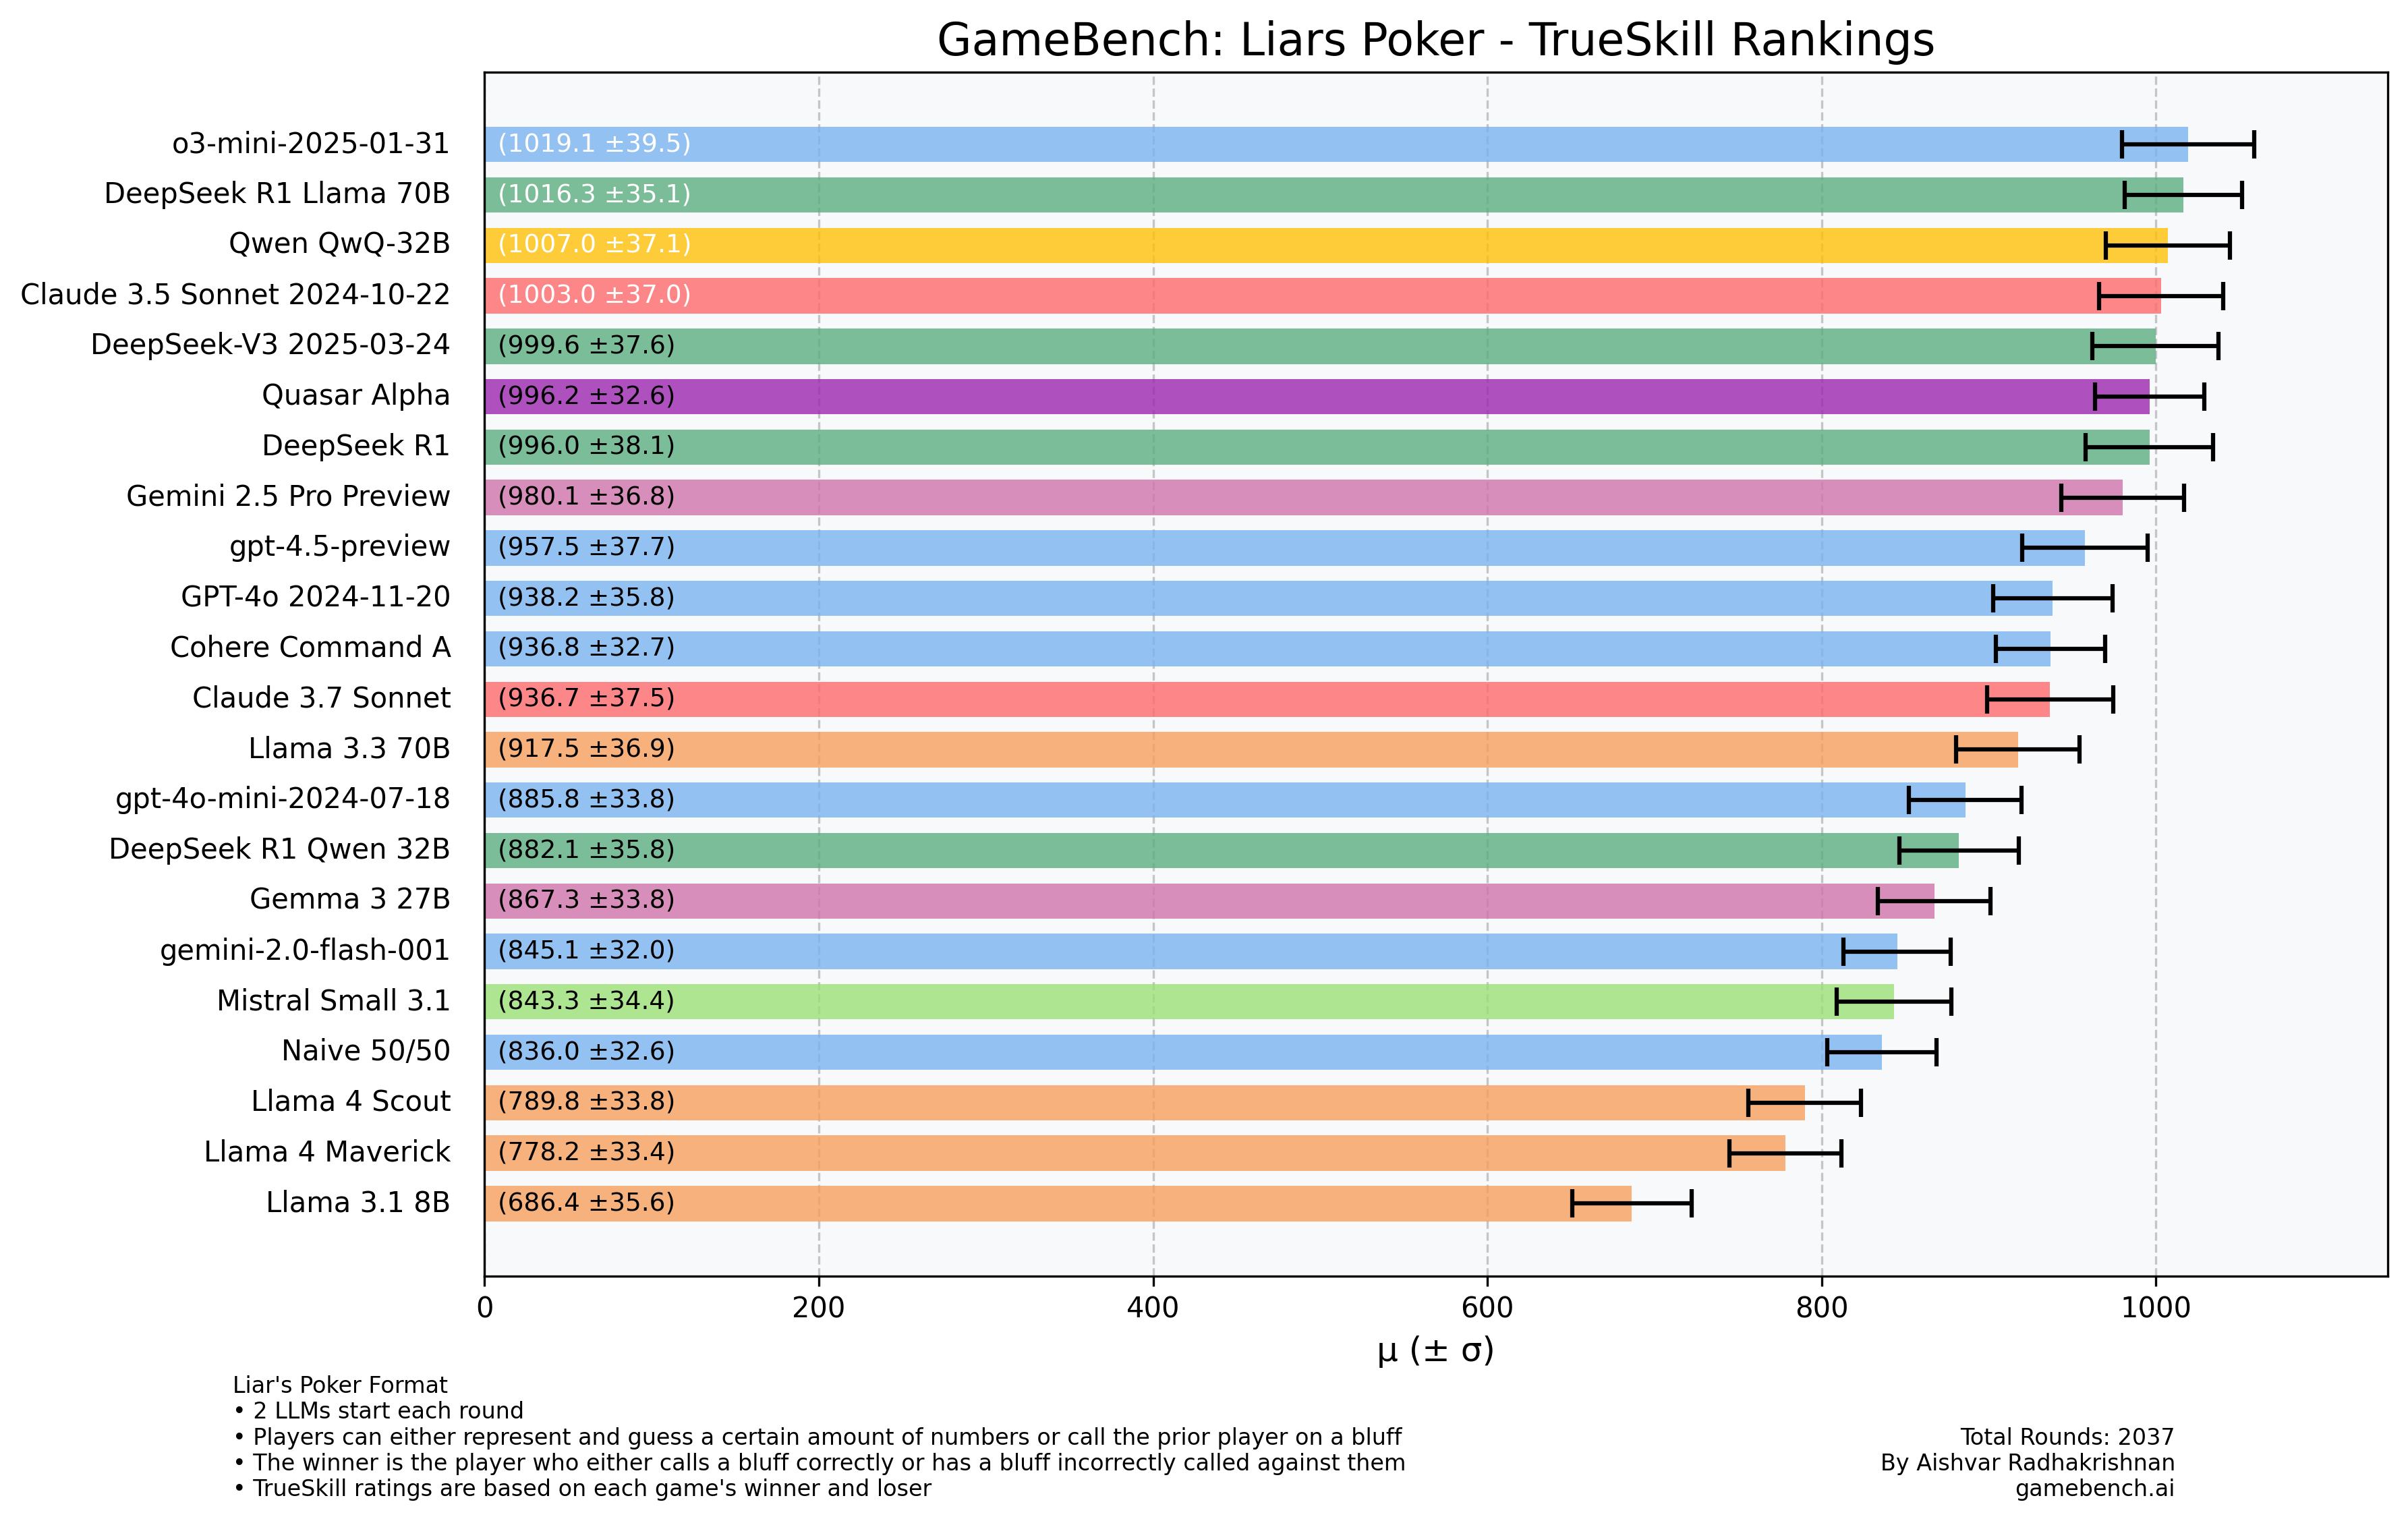 GameBench: Liars Poker - TrueSkill Rankings
o3-mini-2025-01-31 (1019.1 ±39.5)
DeepSeek R1 Llama 70B (1016.3 ±35.1)
Qwen QwQ-32B (1007.0 ±37.1)
Claude 3.5 Sonnet 2024-10-22 (1003.0 ±37.0)
DeepSeek-V3 2025-03-24 (999.6 ±37.6)
Quasar Alpha (996.2 ±32.6)
DeepSeek R1 (996.0 ±38.1)
Gemini 2.5 Pro Preview (980.1 ±36.8)
gpt-4.5-preview (957.5 ±37.7)
GPT-4o 2024-11-20 (938.2 ±35.8)
Cohere Command A (936.8 ±32.7)
Claude 3.7 Sonnet (936.7 ±37.5)
Llama 3.3 70B (917.5 ±36.9)
gpt-4o-mini-2024-07-18 (885.8 ±33.8)
DeepSeek R1 Qwen 32B (882.1 ±35.8)
Gemma 3 27B (867.3 ±33.8)
gemini-2.0-flash-001 (845.1 ±32.0)
Mistral Small 3.1 (843.3 ±34.4)
Naive 50/50 (836.0 ±32.6)
Llama 4 Scout (789.8 ±33.8)
Llama 4 Maverick (778.2 ±33.4)
Llama 3.1 8B (686.4 ±35.6)
0 200 400 600 800 1000
μ (± σ)
Liar's Poker Format
• 2 LLMs start each round
• Players can either represent and guess a certain amount of numbers or call the prior player on a bluff
• The winner is the player who either calls a bluff correctly or has a bluff incorrectly called against them
• TrueSkill ratings are based on each game's winner and loser
Total Rounds: 2037
By Aishvar Radhakrishnan
gamebench.ai